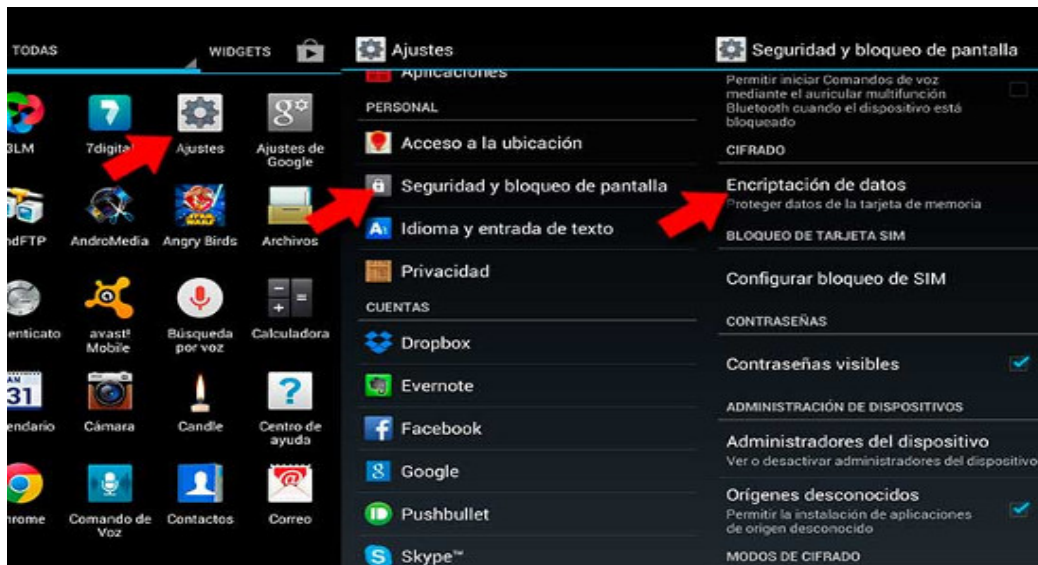 TODAS
WIDGETS
3LM
7digital
Ajustes
Ajustes de
Google
ndFTP
AndroMedia
Angry Birds
Archivos
enticato
avast!
Mobile
Búsqueda
por voz
Calculadora
31
endario
Cámara
Candle
Centro de
ayuda
hrome
Comando de
Voz
Contactos
Correo
Ajustes
Aplicaciones
PERSONAL
Acceso a la ubicación
Seguridad y bloqueo de pantalla
Idioma y entrada de texto
Privacidad
CUENTAS
Dropbox
Evernote
Facebook
Google
Pushbullet
Skype™
Seguridad y bloqueo de pantalla
Permitir iniciar Comandos de voz
mediante el auricular multifunción
Bluetooth cuando el dispositivo está
bloqueado
CIFRADO
Encriptación de datos
Proteger datos de la tarjeta de memoria
BLOQUEO DE TARJETA SIM
Configurar bloqueo de SIM
CONTRASEÑAS
Contraseñas visibles
ADMINISTRACIÓN DE DISPOSITIVOS
Administradores del dispositivo
Ver o desactivar administradores del dispositivo
Orígenes desconocidos
Permitir la instalación de aplicaciones
de origen desconocido
MODOS DE CIFRADO